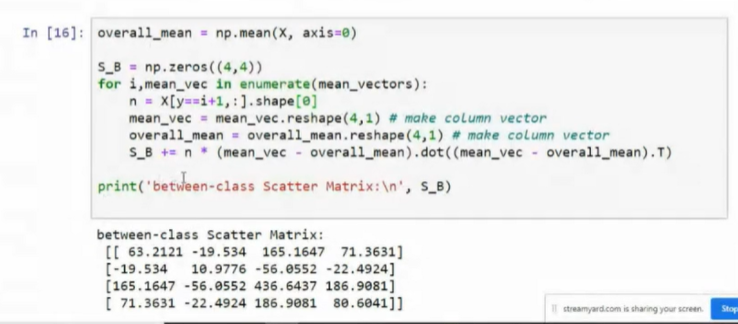 In [16]: overall_mean = np.mean(X, axis=0)
S_B = np.zeros((4,4))
for i,mean_vec in enumerate(mean_vectors):
    n = X[y==i+1,:].shape[0]
    mean_vec = mean_vec.reshape(4,1) # make column vector
    overall_mean = overall_mean.reshape(4,1) # make column vector
    S_B += n * (mean_vec - overall_mean).dot((mean_vec - overall_mean).T)
print('between-class Scatter Matrix:\n', S_B)
between-class Scatter Matrix:
[[ 63.2121 -19.534 165.1647 71.3631]
[-19.534 10.9776 -56.0552 -22.4924]
[165.1647 -56.0552 436.6437 186.9081]
[ 71.3631 -22.4924 186.9081 80.6041]]
streamyard.com is sharing your screen. Stop